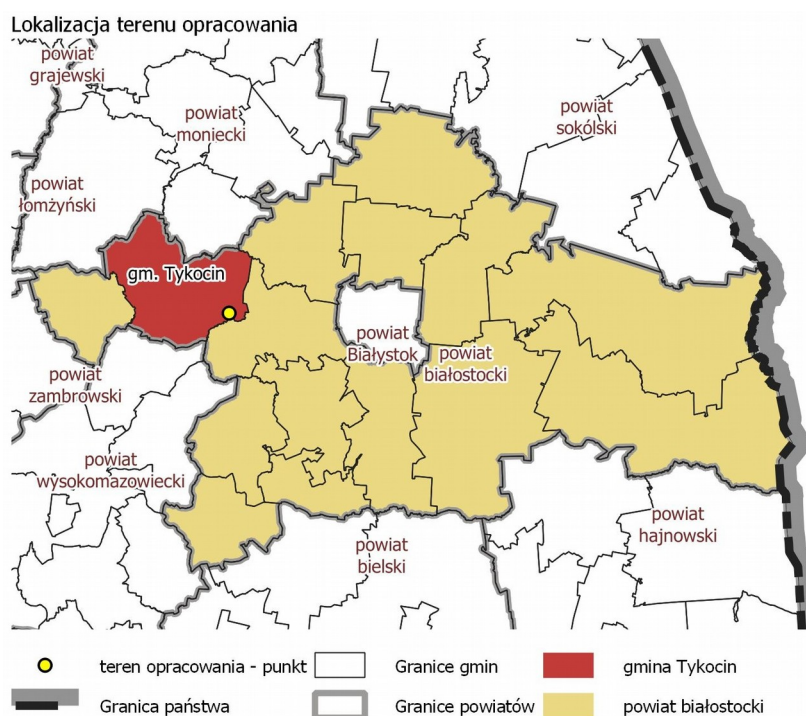 Lokalizacja terenu opracowania
powiat
grajewski
powiat
moniecki
powiat
sokólski
powiat
łomżyński
gm. Tykocin
powiat
Białystok
powiat
białostocki
powiat
zambrowski
powiat
wysokomazowiecki
powiat
hajnowski
powiat
bielski
teren opracowania - punkt
Granice gmin
gmina Tykocin
Granica państwa
Granice powiatów
powiat białostocki